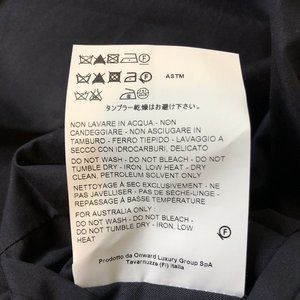 ASTM
タンブラー乾燥はお避け下さい。
NON LAVARE IN ACQUA - NON
CANDEGGIARE - NON ASCIUGARE IN
TAMBURO - FERRO TIEPIDO - LAVAGGIO A
SECCO CON IDROCARBURI, DELICATO
DO NOT WASH - DO NOT BLEACH - DO
NOT TUMBLE DRY - IRON, LOW HEAT - DRY
CLEAN, PETROLEUM SOLVENT ONLY
NETTOYAGE À SEC EXCLUSIVEMENT - NE
PAS JAVELLISER - PAS DE SÈCHE-LINGE -
REPASSAGE À BASSE TEMPÉRATURE
FOR AUSTRALIA ONLY:
DO NOT WASH - DO NOT BLEACH -
DO NOT TUMBLE DRY - IRON, LOW
HEAT
F
Prodotto da Onward Luxury Group SpA
Tavarnuzze (FI) Italia